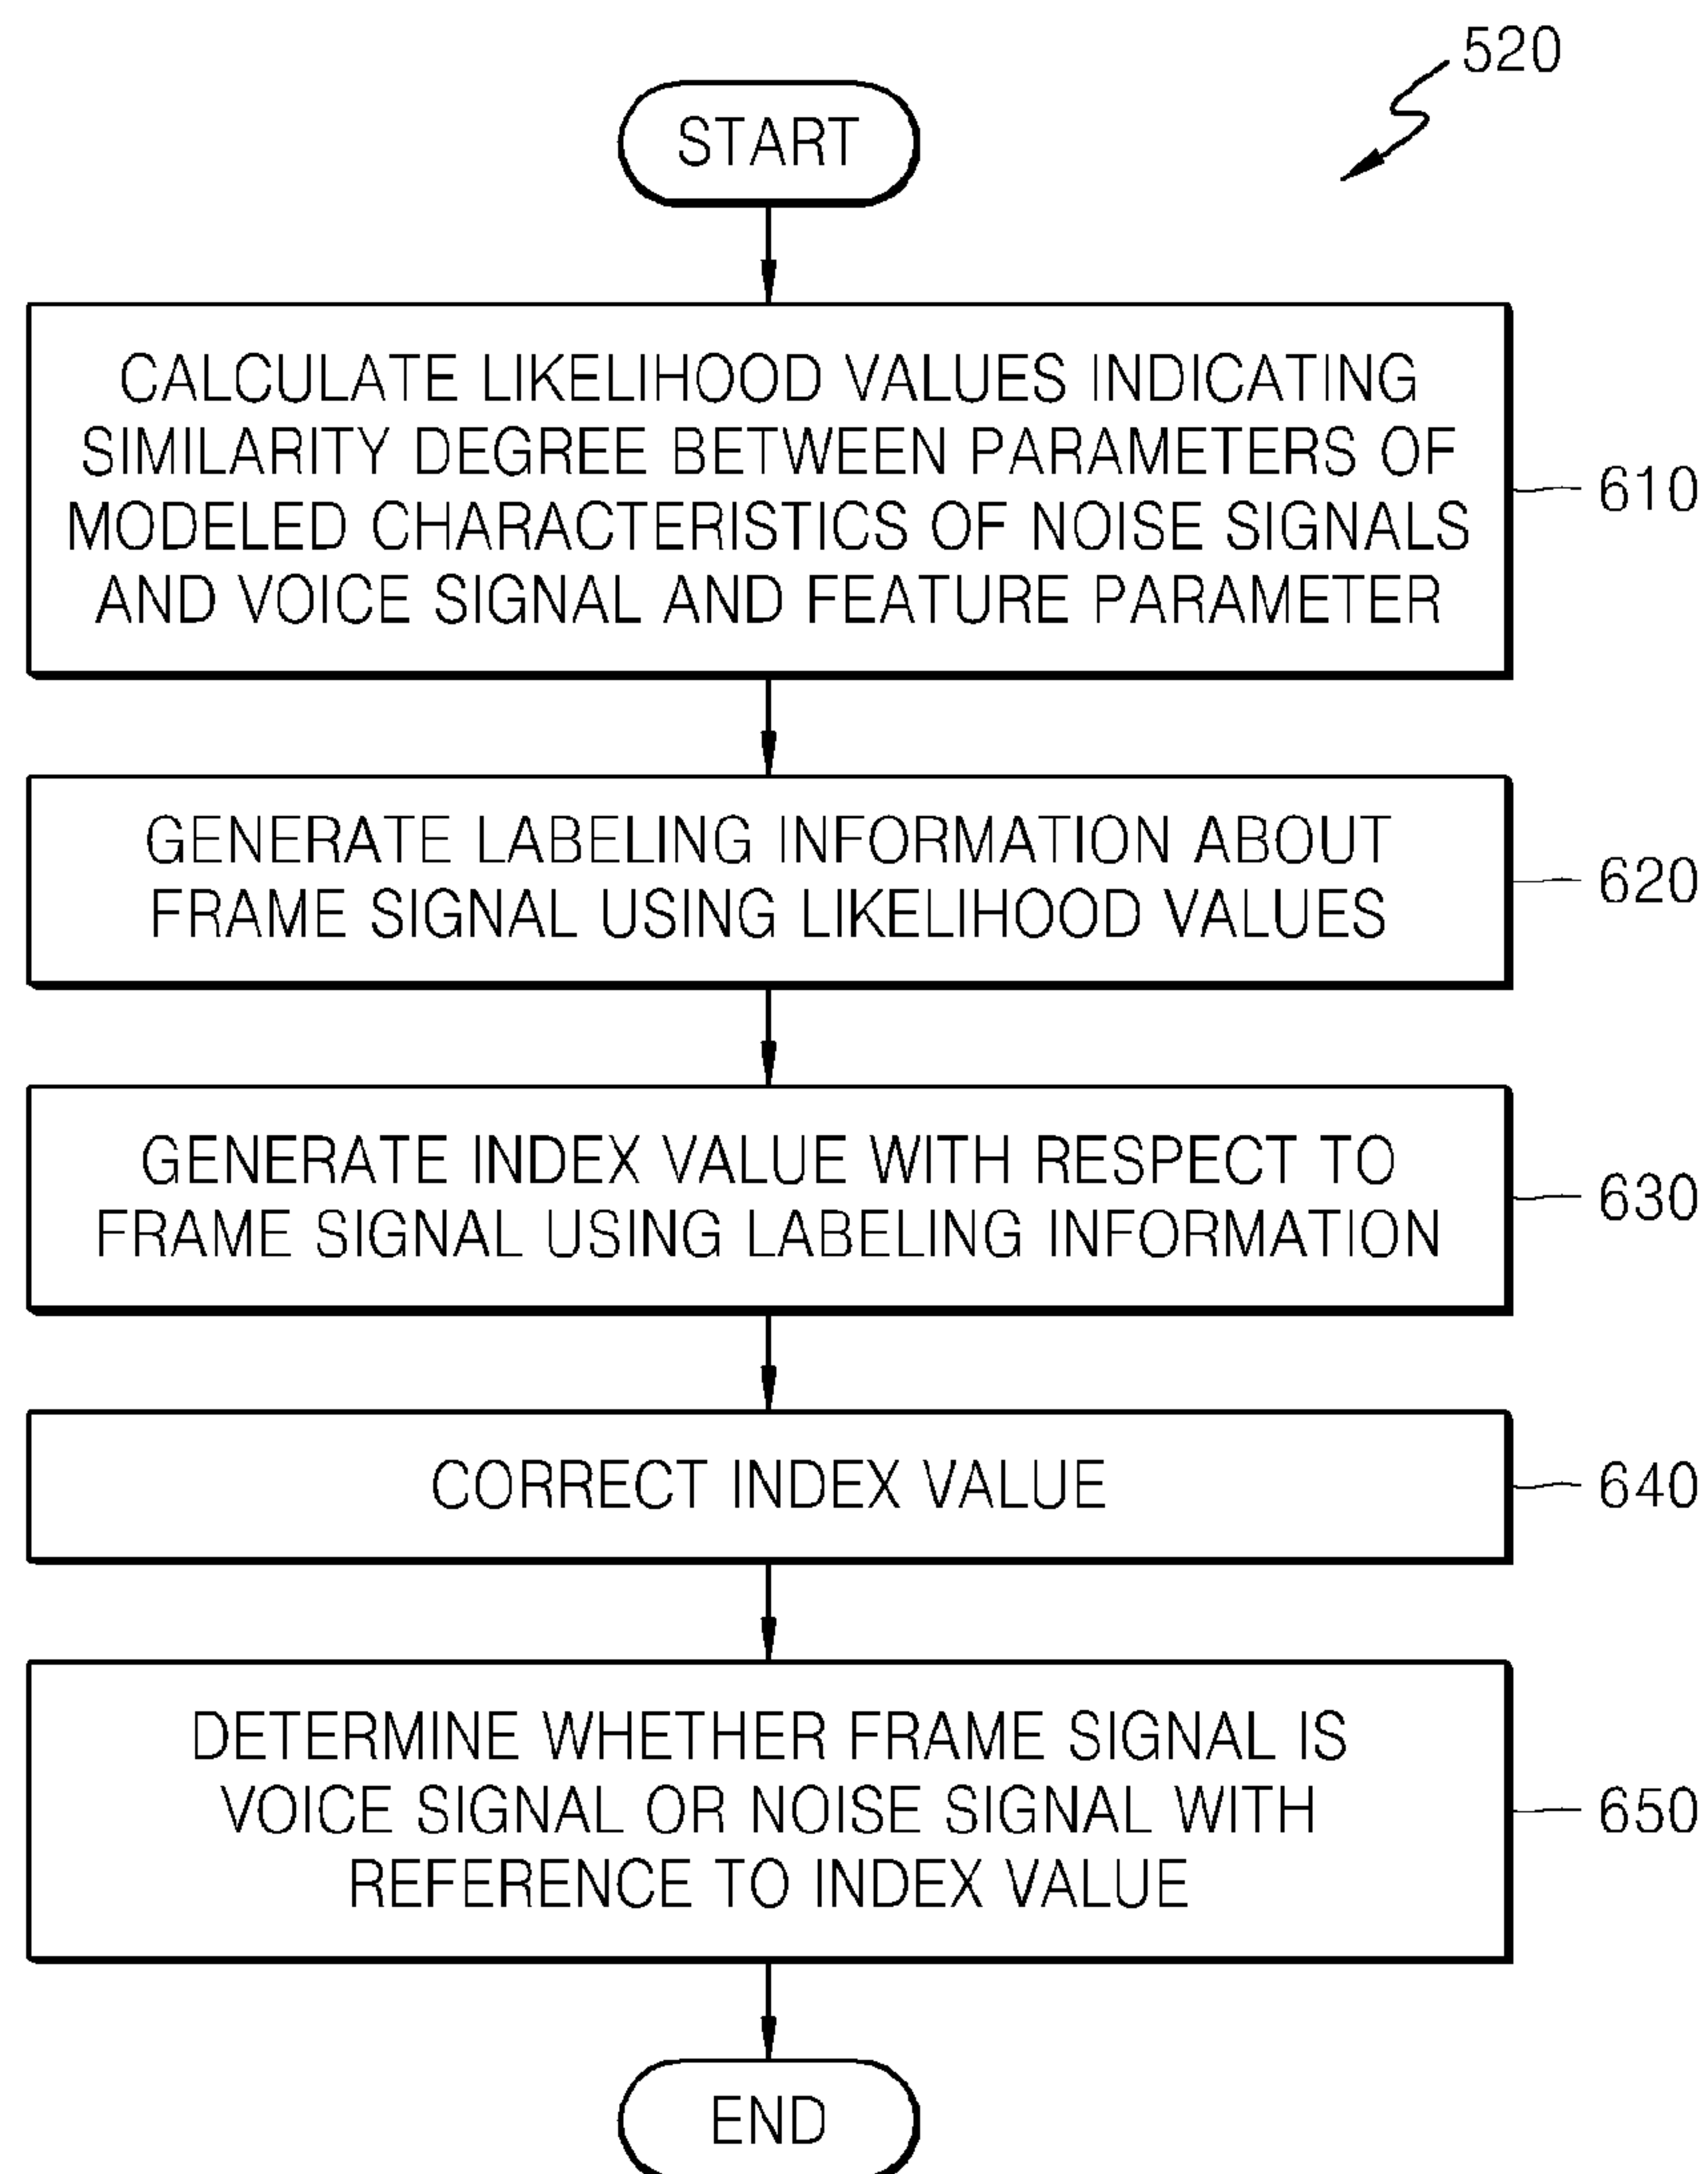 520
START
CALCULATE LIKELIHOOD VALUES INDICATING
SIMILARITY DEGREE BETWEEN PARAMETERS OF
MODELED CHARACTERISTICS OF NOISE SIGNALS
AND VOICE SIGNAL AND FEATURE PARAMETER
610
GENERATE LABELING INFORMATION ABOUT
FRAME SIGNAL USING LIKELIHOOD VALUES
620
GENERATE INDEX VALUE WITH RESPECT TO
FRAME SIGNAL USING LABELING INFORMATION
630
CORRECT INDEX VALUE
640
DETERMINE WHETHER FRAME SIGNAL IS
VOICE SIGNAL OR NOISE SIGNAL WITH
REFERENCE TO INDEX VALUE
650
END